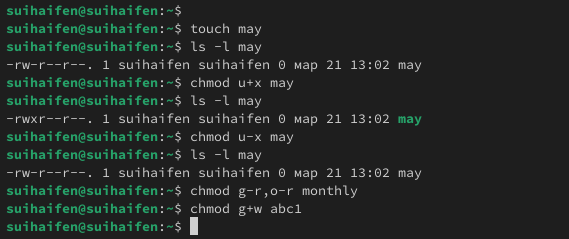 suihaifen@suihaifen:~$
suihaifen@suihaifen:~$ touch may
suihaifen@suihaifen:~$ ls -l may
-rw-r--r--. 1 suihaifen suihaifen 0 мар 21 13:02 may
suihaifen@suihaifen:~$ chmod u+x may
suihaifen@suihaifen:~$ ls -l may
-rwxr--r--. 1 suihaifen suihaifen 0 мар 21 13:02 may
suihaifen@suihaifen:~$ chmod u-x may
suihaifen@suihaifen:~$ ls -l may
-rw-r--r--. 1 suihaifen suihaifen 0 мар 21 13:02 may
suihaifen@suihaifen:~$ chmod g-r,o-r monthly
suihaifen@suihaifen:~$ chmod g+w abc1
suihaifen@suihaifen:~$